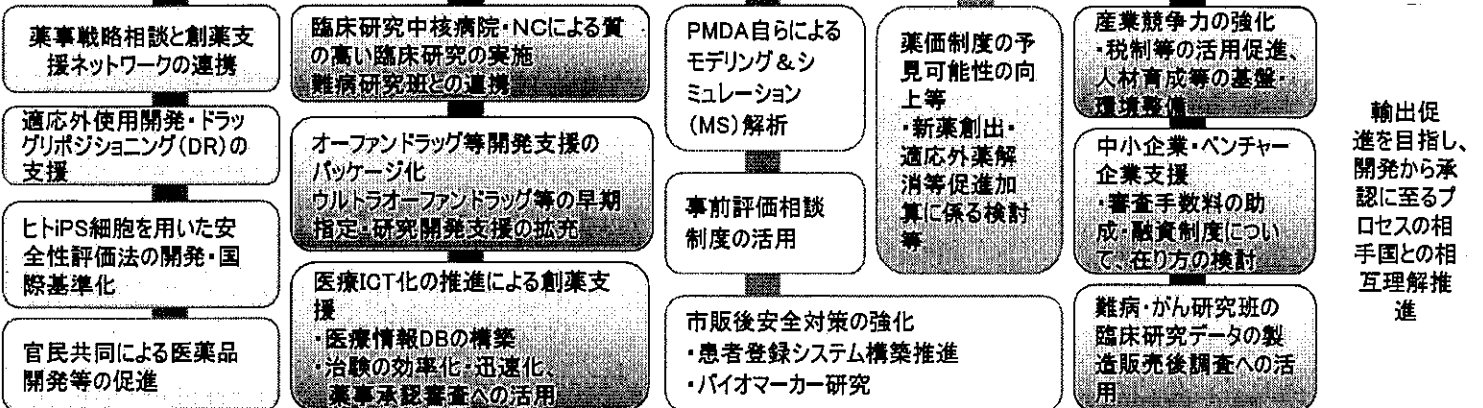 薬事戦略相談と創薬支
援ネットワークの連携
適応外使用開発・ドラッ
グリポジショニング(DR)の
支援
ヒトiPS細胞を用いた安
全性評価法の開発・国
際基準化
官民共同による医薬品
開発等の促進
臨床研究中核病院・NCによる質
の高い臨床研究の実施
難病研究班との連携
オーファンドラッグ等開発支援の
パッケージ化
ウルトラオーファンドラッグ等の早期
指定・研究開発支援の拡充
医療ICT化の推進による創薬支
援
・医療情報DBの構築
・治験の効率化・迅速化、
薬事承認審査への活用
PMDA自らによる
モデリング&シ
ミュレーション
(MS)解析
事前評価相談
制度の活用
市販後安全対策の強化
・患者登録システム構築推進
・バイオマーカー研究
薬価制度の予
見可能性の向
上等
・新薬創出・
適応外薬解
消等促進加
算に係る検討
等
産業競争力の強化
・税制等の活用促進、
人材育成等の基盤・
環境整備
中小企業・ベンチャー
企業支援
・審査手数料の助
成・融資制度につい
て、在り方の検討
難病・がん研究班の
臨床研究データの製
造販売後調査への活
用
輸出促
進を目指し、
開発から承
認に至るプ
ロセスの相
手国との相
互理解推
進